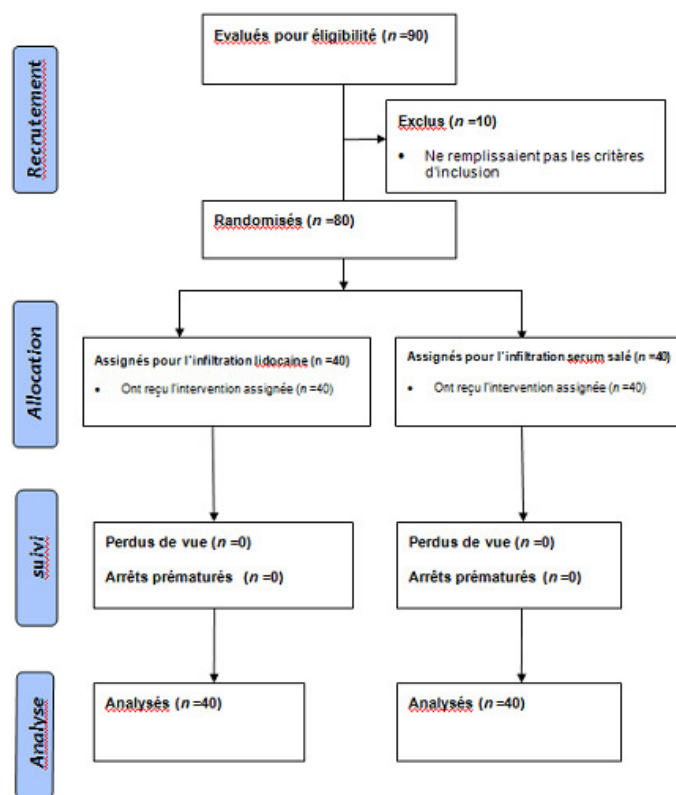 Recrutement
Evalués pour éligibilité (n =90)
Exclus (n =10)
• Ne remplissaient pas les critères
d'inclusion
Randomisés (n =80)
Allocation
Assignés pour l'infiltration lidocaine (n =40)
• Ont reçu l'intervention assignée (n =40)
Assignés pour l'infiltration serum salé (n =40)
• Ont reçu l'intervention assignée (n =40)
suivi
Perdus de vue (n =0)
Arrêts prématurés (n =0)
Perdus de vue (n =0)
Arrêts prématurés (n =0)
Analyse
Analysés (n =40)
Analysés (n =40)